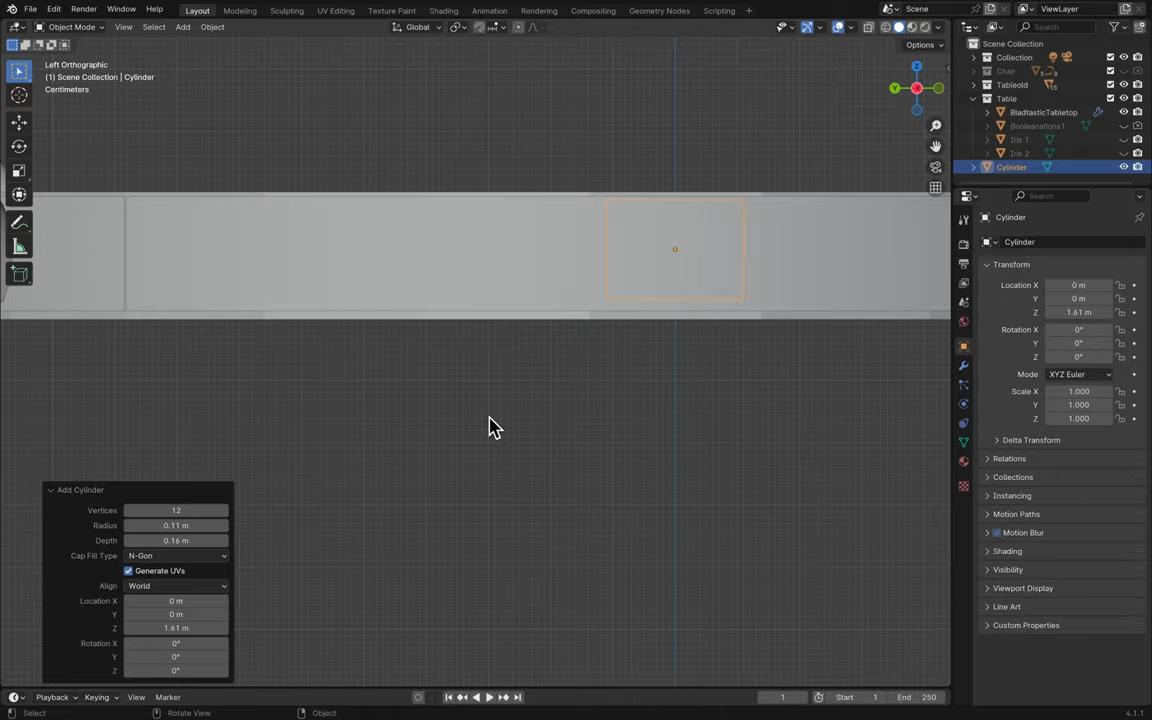 File Edit Render Window Help Layout Modeling Sculpting UV Editing Texture Paint Shading Animation Rendering Compositing Geometry Nodes Scripting + Scene ViewLayer
Object Mode View Select Add Object Global Search
Options
Left Orthographic
(1) Scene Collection | Cylinder
Centimeters
Z
Y
X
Scene Collection
Collection
Chair 5 8
Tableold 15
Table
BladtasticTabletop
Booleanations1
Iris 1
Iris 2
Cylinder
Search
Cylinder
Cylinder
Transform
Location X 0 m
Y 0 m
Z 1.61 m
Rotation X 0°
Y 0°
Z 0°
Mode XYZ Euler
Scale X 1.000
Y 1.000
Z 1.000
Delta Transform
Relations
Collections
Instancing
Motion Paths
Motion Blur
Shading
Visibility
Viewport Display
Line Art
Custom Properties
Add Cylinder
Vertices 12
Radius 0.11 m
Depth 0.16 m
Cap Fill Type N-Gon
Generate UVs
Align World
Location X 0 m
Y 0 m
Z 1.61 m
Rotation X 0°
Y 0°
Z 0°
Playback Keying View Marker 1 Start 1 End 250
Select Rotate View Object 4.1.1